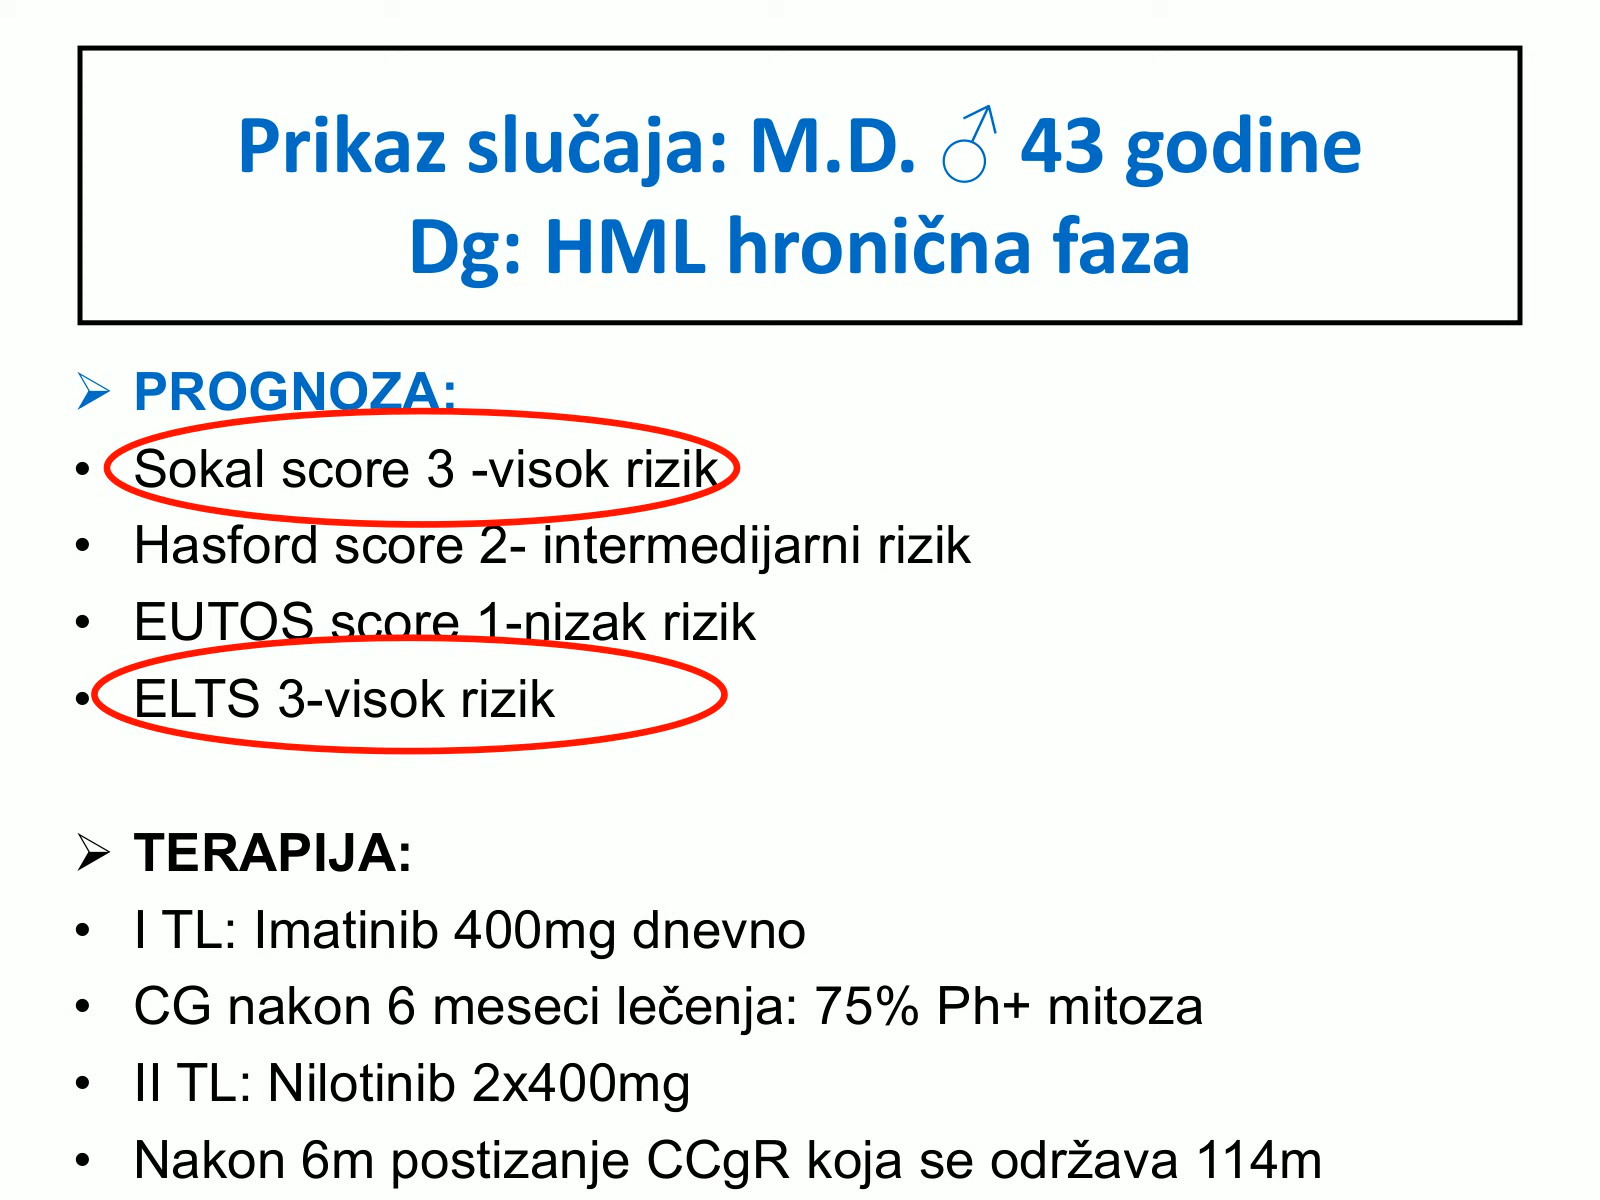 Prikaz slučaja: M.D. ♂ 43 godine
Dg: HML hronična faza
➢ PROGNOZA:
• Sokal score 3 -visok rizik
• Hasford score 2- intermedijarni rizik
• EUTOS score 1-nizak rizik
• ELTS 3-visok rizik
➢ TERAPIJA:
• I TL: Imatinib 400mg dnevno
• CG nakon 6 meseci lečenja: 75% Ph+ mitoza
• II TL: Nilotinib 2x400mg
• Nakon 6m postizanje CCgR koja se održava 114m